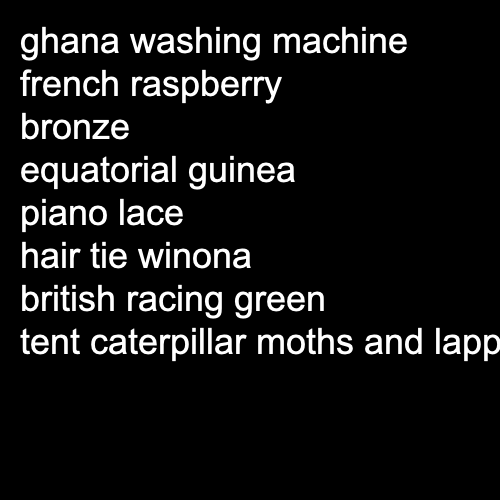 ghana washing machine
french raspberry
bronze
equatorial guinea
piano lace
hair tie winona
british racing green
tent caterpillar moths and lapp